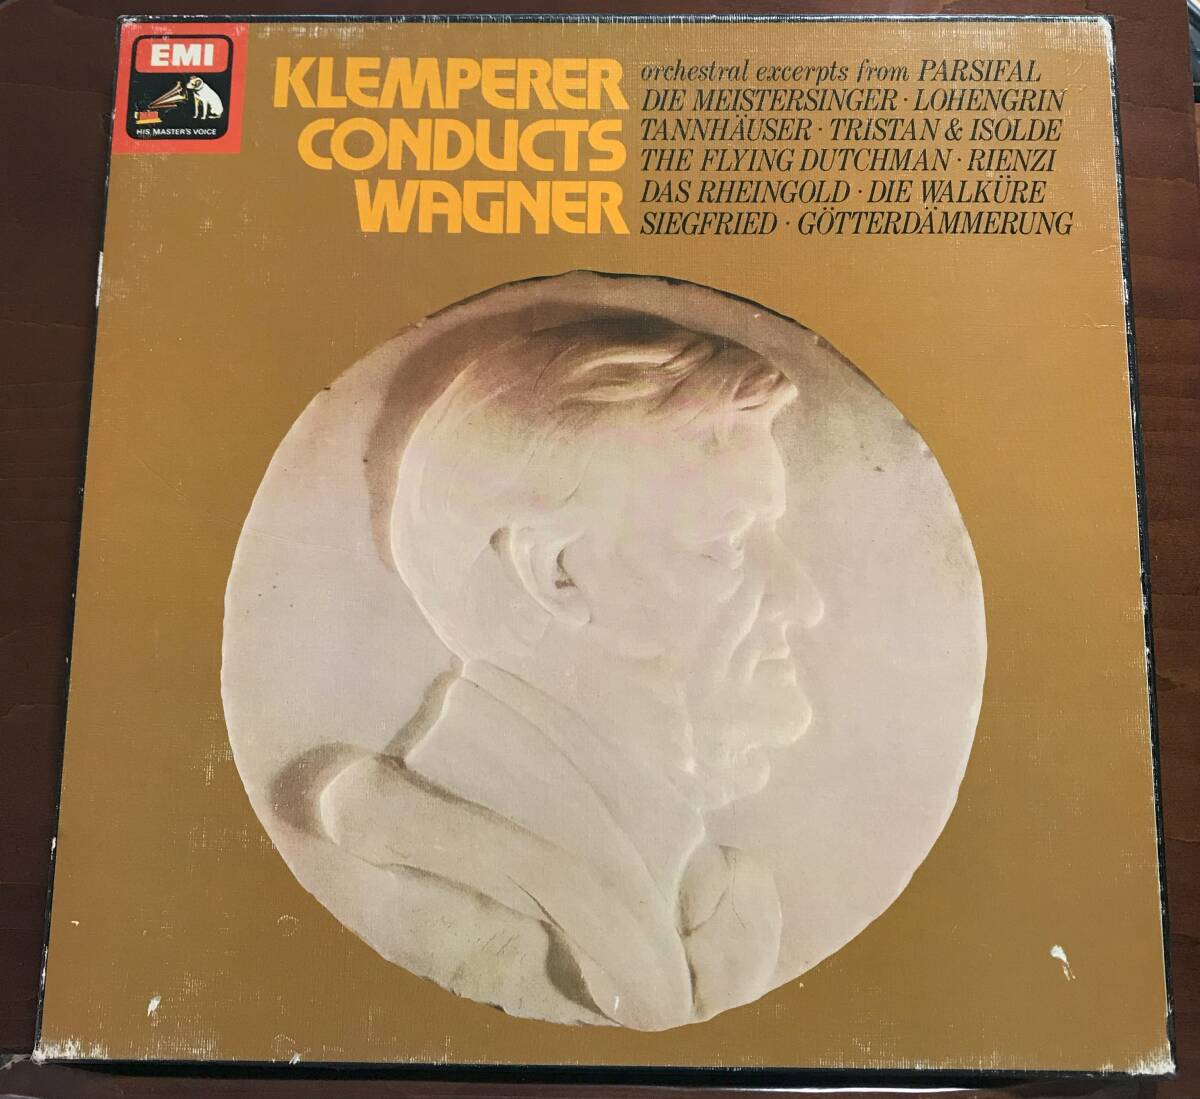 EMI
HIS MASTER'S VOICE
KLEMPERER
CONDUCTS
WAGNER
orchestral excerpts from PARSIFAL
DIE MEISTERSINGER · LOHENGRIN
TANNHÄUSER · TRISTAN & ISOLDE
THE FLYING DUTCHMAN · RIENZI
DAS RHEINGOLD · DIE WALKÜRE
SIEGFRIED · GÖTTERDÄMMERUNG